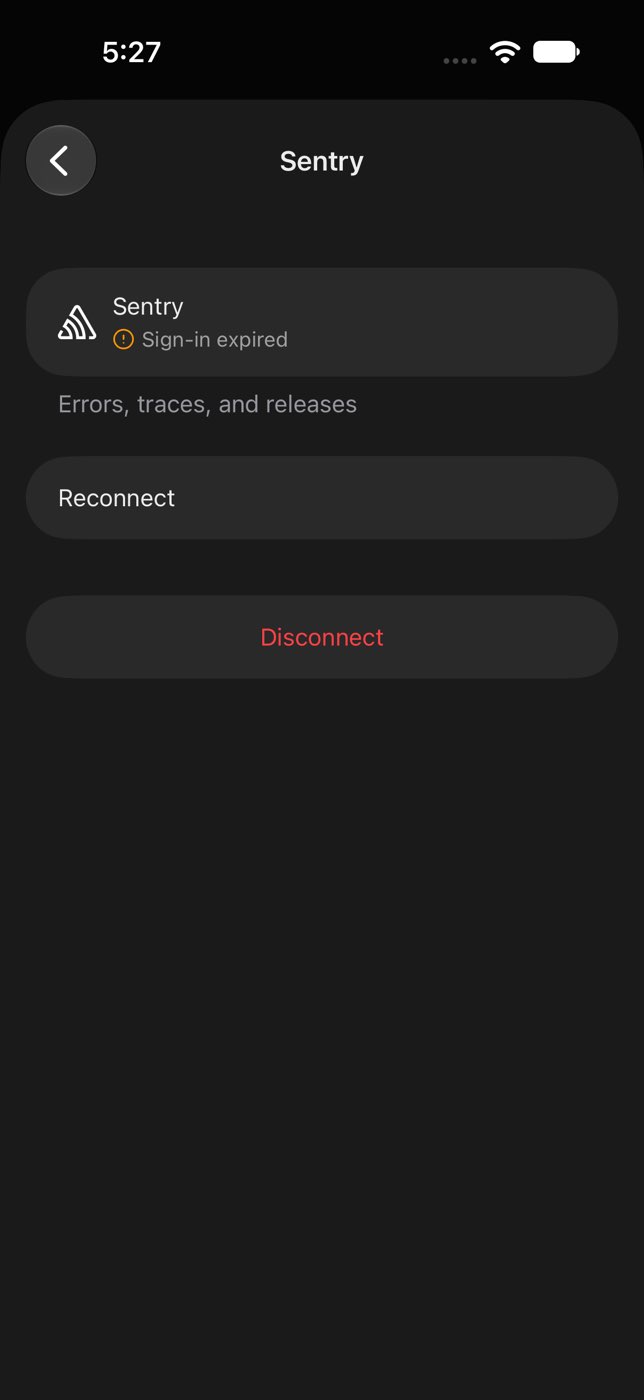 5:27
Sentry
Sentry
Sign-in expired
Errors, traces, and releases
Reconnect
Disconnect